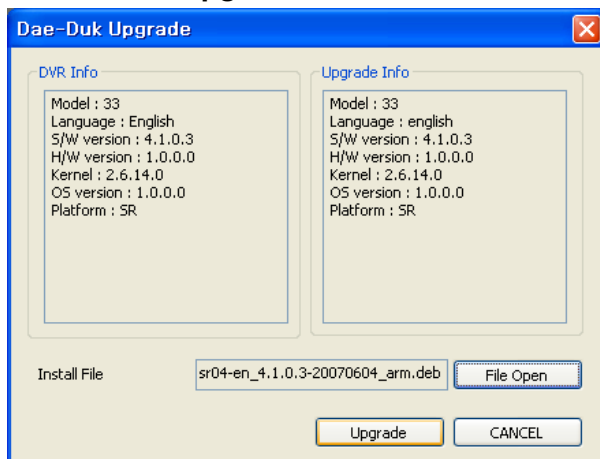 Dae-Duk Upgrade
DVR Info
Model : 33
Language : English
S/W version : 4.1.0.3
H/W version : 1.0.0.0
Kernel : 2.6.14.0
OS version : 1.0.0.0
Platform : SR
Upgrade Info
Model : 33
Language : english
S/W version : 4.1.0.3
H/W version : 1.0.0.0
Kernel : 2.6.14.0
OS version : 1.0.0.0
Platform : SR
Install File
sr04-en_4.1.0.3-20070604_arm.deb
File Open
Upgrade
CANCEL